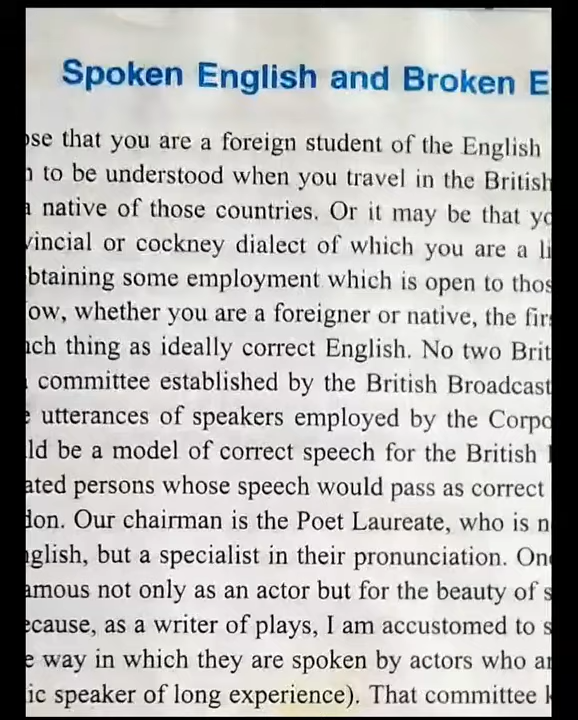 Spoken English and Broken E
ose that you are a foreign student of the English
to be understood when you travel in the British
a native of those countries. Or it may be that yo
vincial or cockney dialect of which you are a li
btaining some employment which is open to thos
ow, whether you are a foreigner or native, the firs
uch thing as ideally correct English. No two Brit
committee established by the British Broadcast
utterances of speakers employed by the Corpo
ld be a model of correct speech for the British
ated persons whose speech would pass as correct
don. Our chairman is the Poet Laureate, who is n
nglish, but a specialist in their pronunciation. One
amous not only as an actor but for the beauty of s
ecause, as a writer of plays, I am accustomed to s
e way in which they are spoken by actors who ar
ic speaker of long experience). That committee k